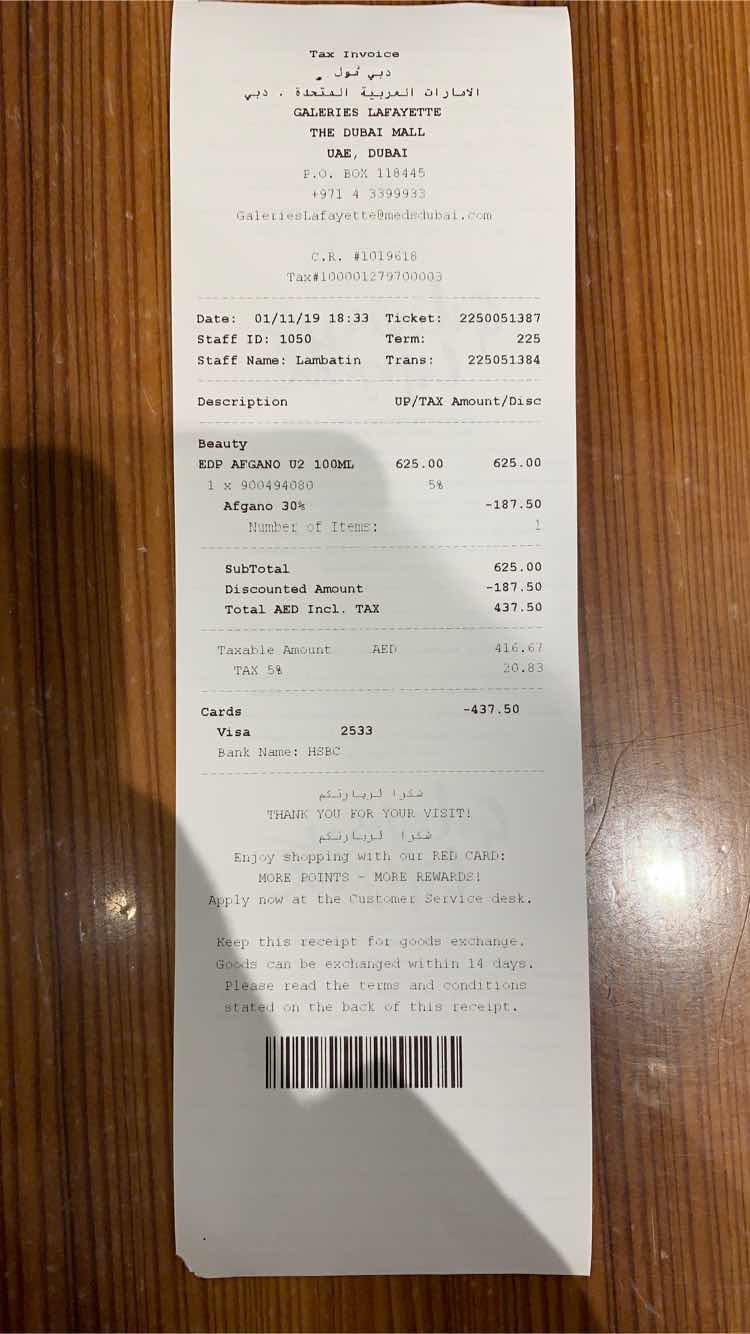 Tax Invoice
دبي مول
الامارات العربية المتحدة ، دبي
GALERIES LAFAYETTE
THE DUBAI MALL
UAE, DUBAI
P.O. BOX 118445
+971 4 3399933
GaleriesLafayette@medsdubai.com
C.R. #1019618
Tax#100001279700003
Date: 01/11/19 18:33 Ticket: 2250051387
Staff ID: 1050 Term: 225
Staff Name: Lambatin Trans: 225051384
Description UP/TAX Amount/Disc
Beauty
EDP AFGANO U2 100ML 625.00 625.00
1 x 900494080 5%
Afgano 30% -187.50
Number of Items: 1
SubTotal 625.00
Discounted Amount -187.50
Total AED Incl. TAX 437.50
Taxable Amount AED 416.67
TAX 5% 20.83
Cards -437.50
Visa 2533
Bank Name: HSBC
شكرا لزيارتكم
THANK YOU FOR YOUR VISIT!
شكرا لزيارتكم
Enjoy shopping with our RED CARD:
MORE POINTS - MORE REWARDS!
Apply now at the Customer Service desk.
Keep this receipt for goods exchange.
Goods can be exchanged within 14 days.
Please read the terms and conditions
stated on the back of this receipt.